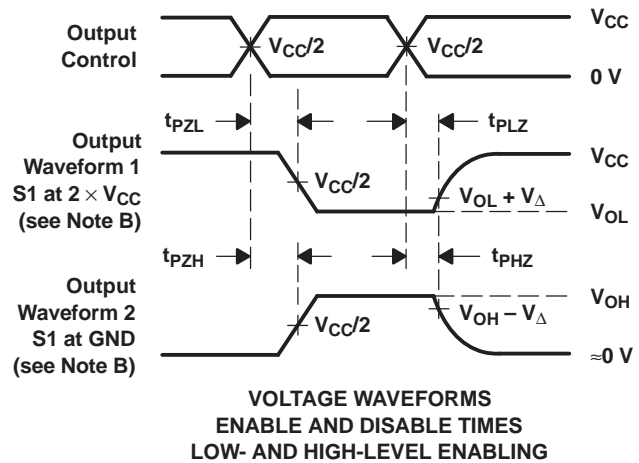 Output
Control
V_CC/2
V_CC/2
V_CC
0 V
t_PZL
t_PLZ
Output
Waveform 1
S1 at 2 × V_CC
(see Note B)
V_CC/2
V_CC
V_OL + V_Δ
V_OL
t_PZH
t_PHZ
Output
Waveform 2
S1 at GND
(see Note B)
V_CC/2
V_OH
V_OH − V_Δ
≈0 V
VOLTAGE WAVEFORMS
ENABLE AND DISABLE TIMES
LOW- AND HIGH-LEVEL ENABLING